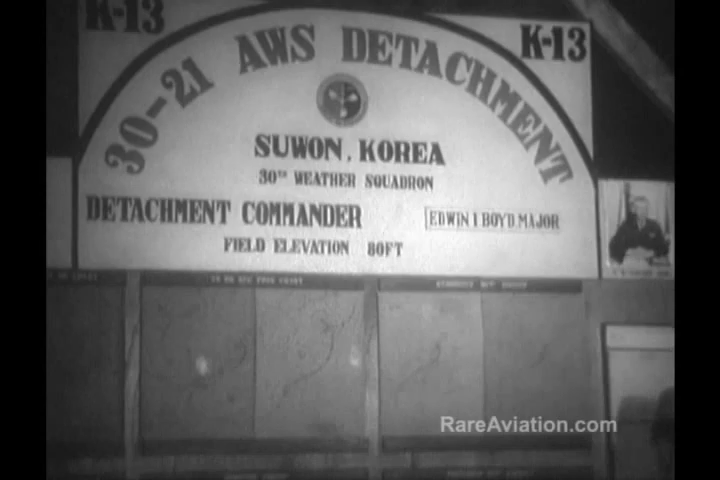 K-13
K-13
30-21 AWS DETACHMENT
SUWON, KOREA
30TH WEATHER SQUADRON
DETACHMENT COMMANDER
EDWIN I BOYD, MAJOR
FIELD ELEVATION 80FT
RareAviation.com